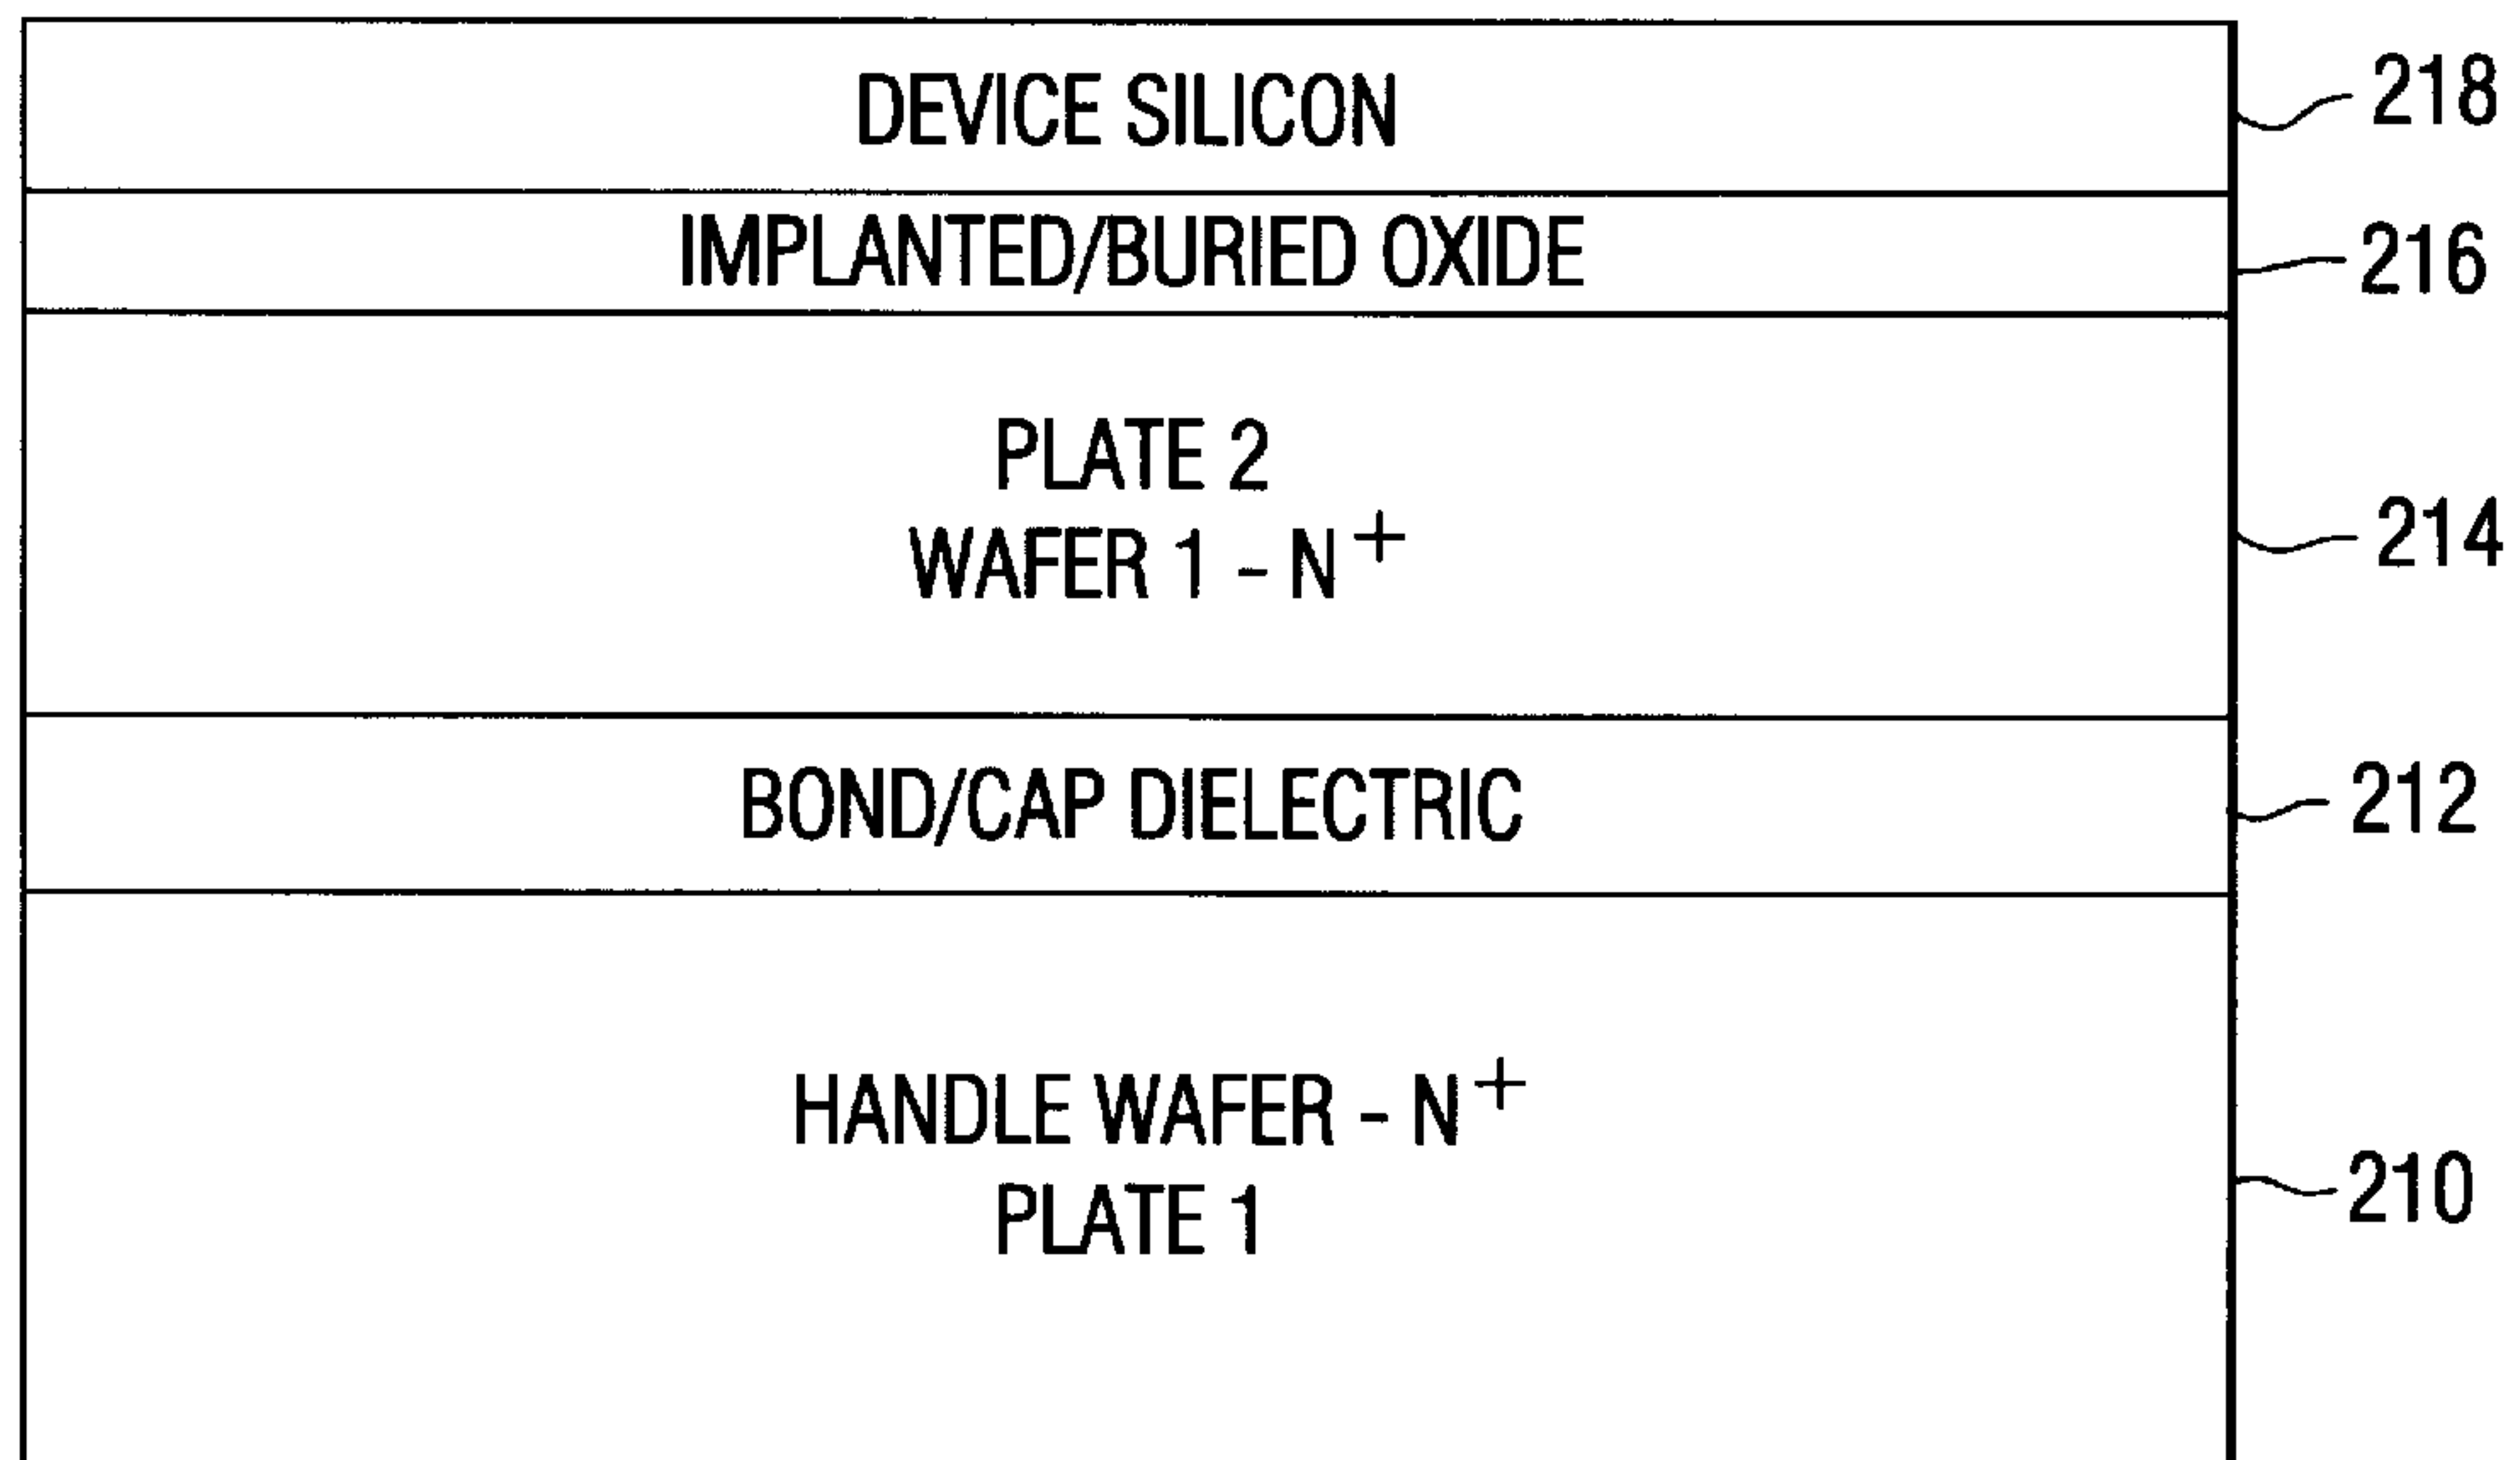 DEVICE SILICON
218
IMPLANTED/BURIED OXIDE
216
PLATE 2
WAFER 1 - N+
214
BOND/CAP DIELECTRIC
212
HANDLE WAFER - N+
PLATE 1
210